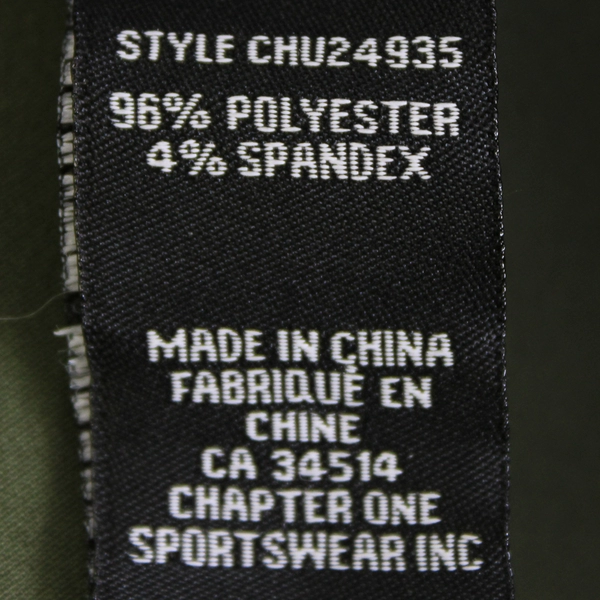 STYLE CHU24935
96% POLYESTER
4% SPANDEX
MADE IN CHINA
FABRIQUÉ EN
CHINE
CA 34514
CHAPTER ONE
SPORTSWEAR INC